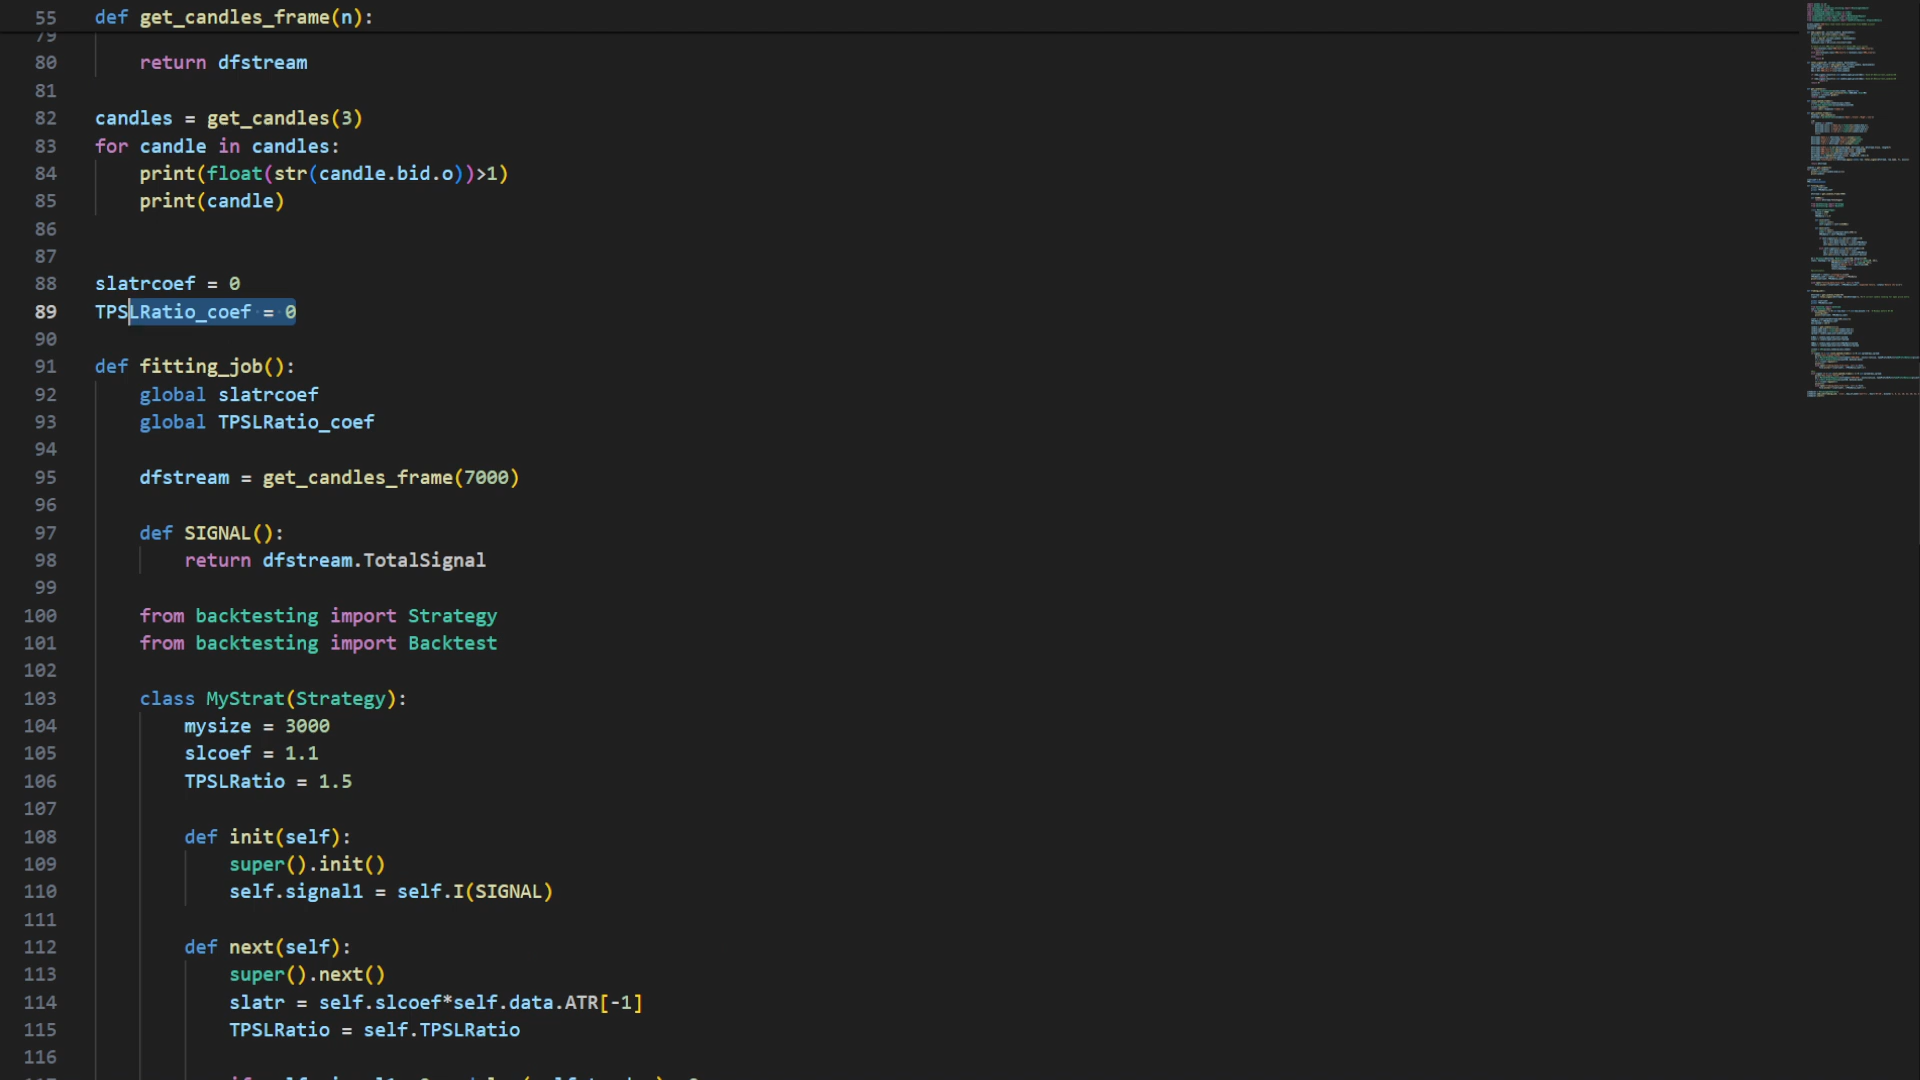 55 def get_candles_frame(n):
79
80 return dfstream
81
82 candles = get_candles(3)
83 for candle in candles:
84 print(float(str(candle.bid.o))>1)
85 print(candle)
86
87
88 slatrcoef = 0
89 TPSLRatio_coef = 0
90
91 def fitting_job():
92 global slatrcoef
93 global TPSLRatio_coef
94
95 dfstream = get_candles_frame(7000)
96
97 def SIGNAL():
98 return dfstream.TotalSignal
99
100 from backtesting import Strategy
101 from backtesting import Backtest
102
103 class MyStrat(Strategy):
104 mysize = 3000
105 slcoef = 1.1
106 TPSLRatio = 1.5
107
108 def init(self):
109 super().init()
110 self.signal1 = self.I(SIGNAL)
111
112 def next(self):
113 super().next()
114 slatr = self.slcoef*self.data.ATR[-1]
115 TPSLRatio = self.TPSLRatio
116